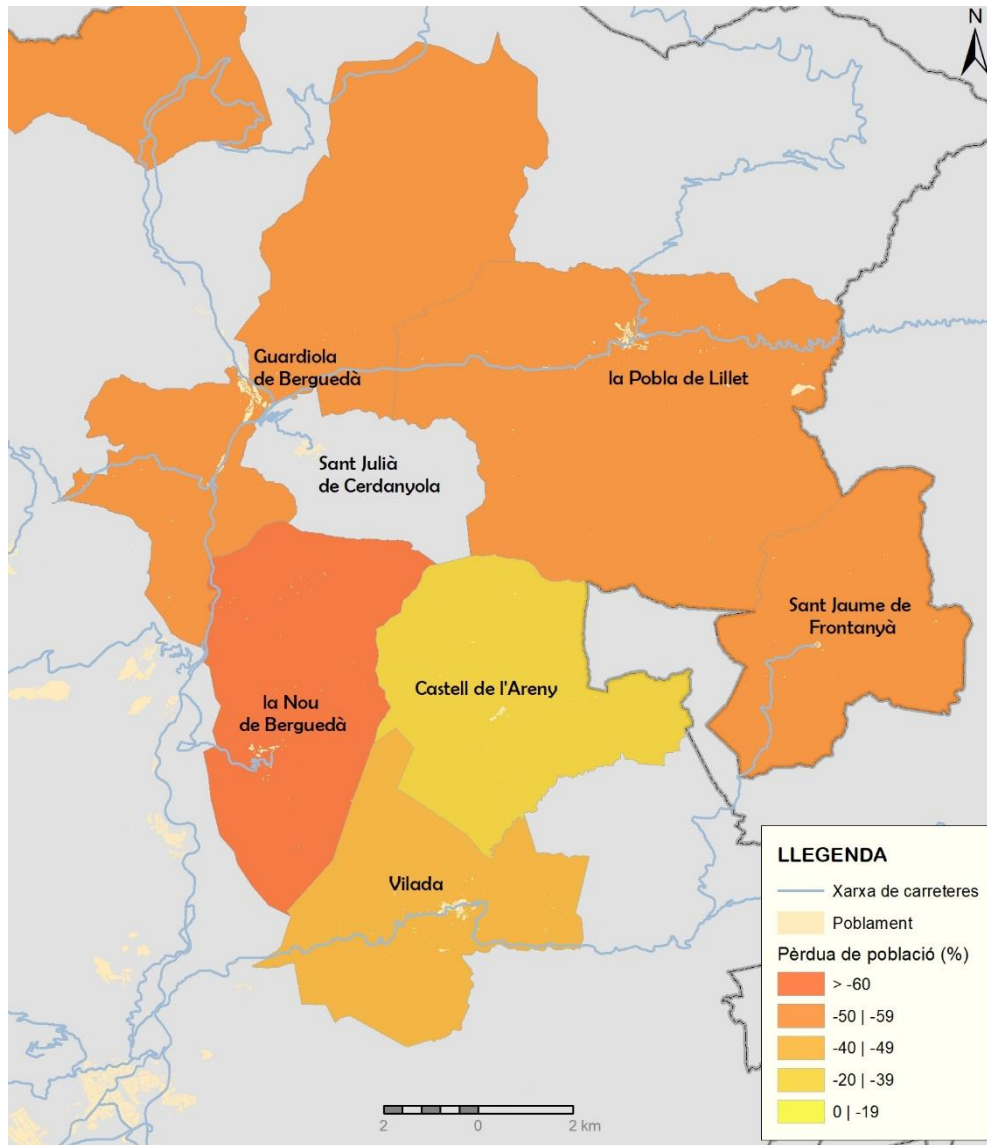 N
Guardiola
de Berguedà
la Pobla de Lillet
Sant Julià
de Cerdanyola
Sant Jaume de
Frontanyà
Castell de l'Areny
la Nou
de Berguedà
Vilada
LLEGENDA
Xarxa de carreteres
Poblament
Pèrdua de població (%)
> -60
-50 | -59
-40 | -49
-20 | -39
0 | -19
2 0 2 km